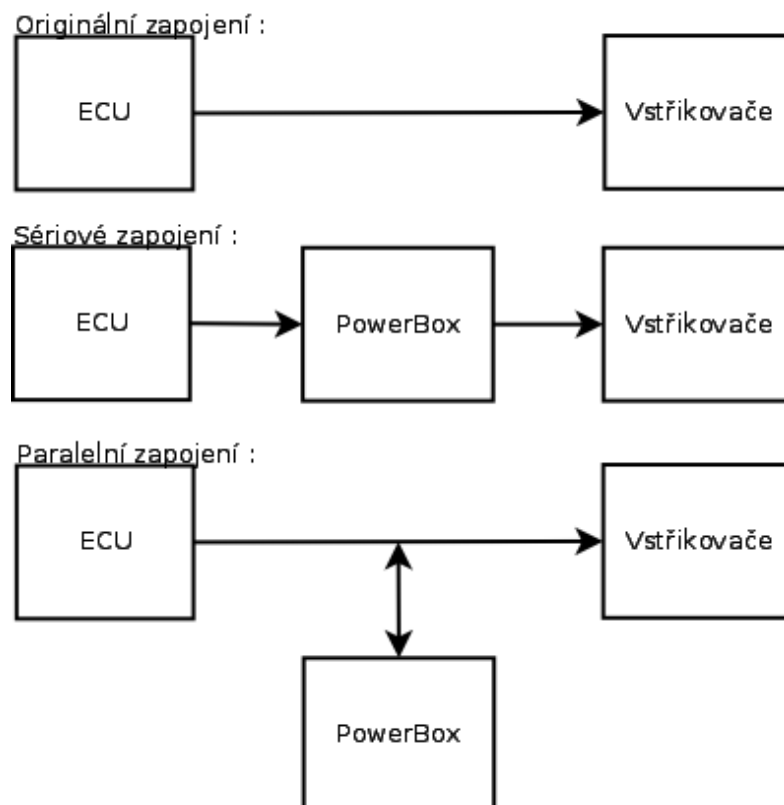 Originální zapojení :
ECU
Vstřikovače
Sériové zapojení :
ECU
PowerBox
Vstřikovače
Paralelní zapojení :
ECU
Vstřikovače
PowerBox